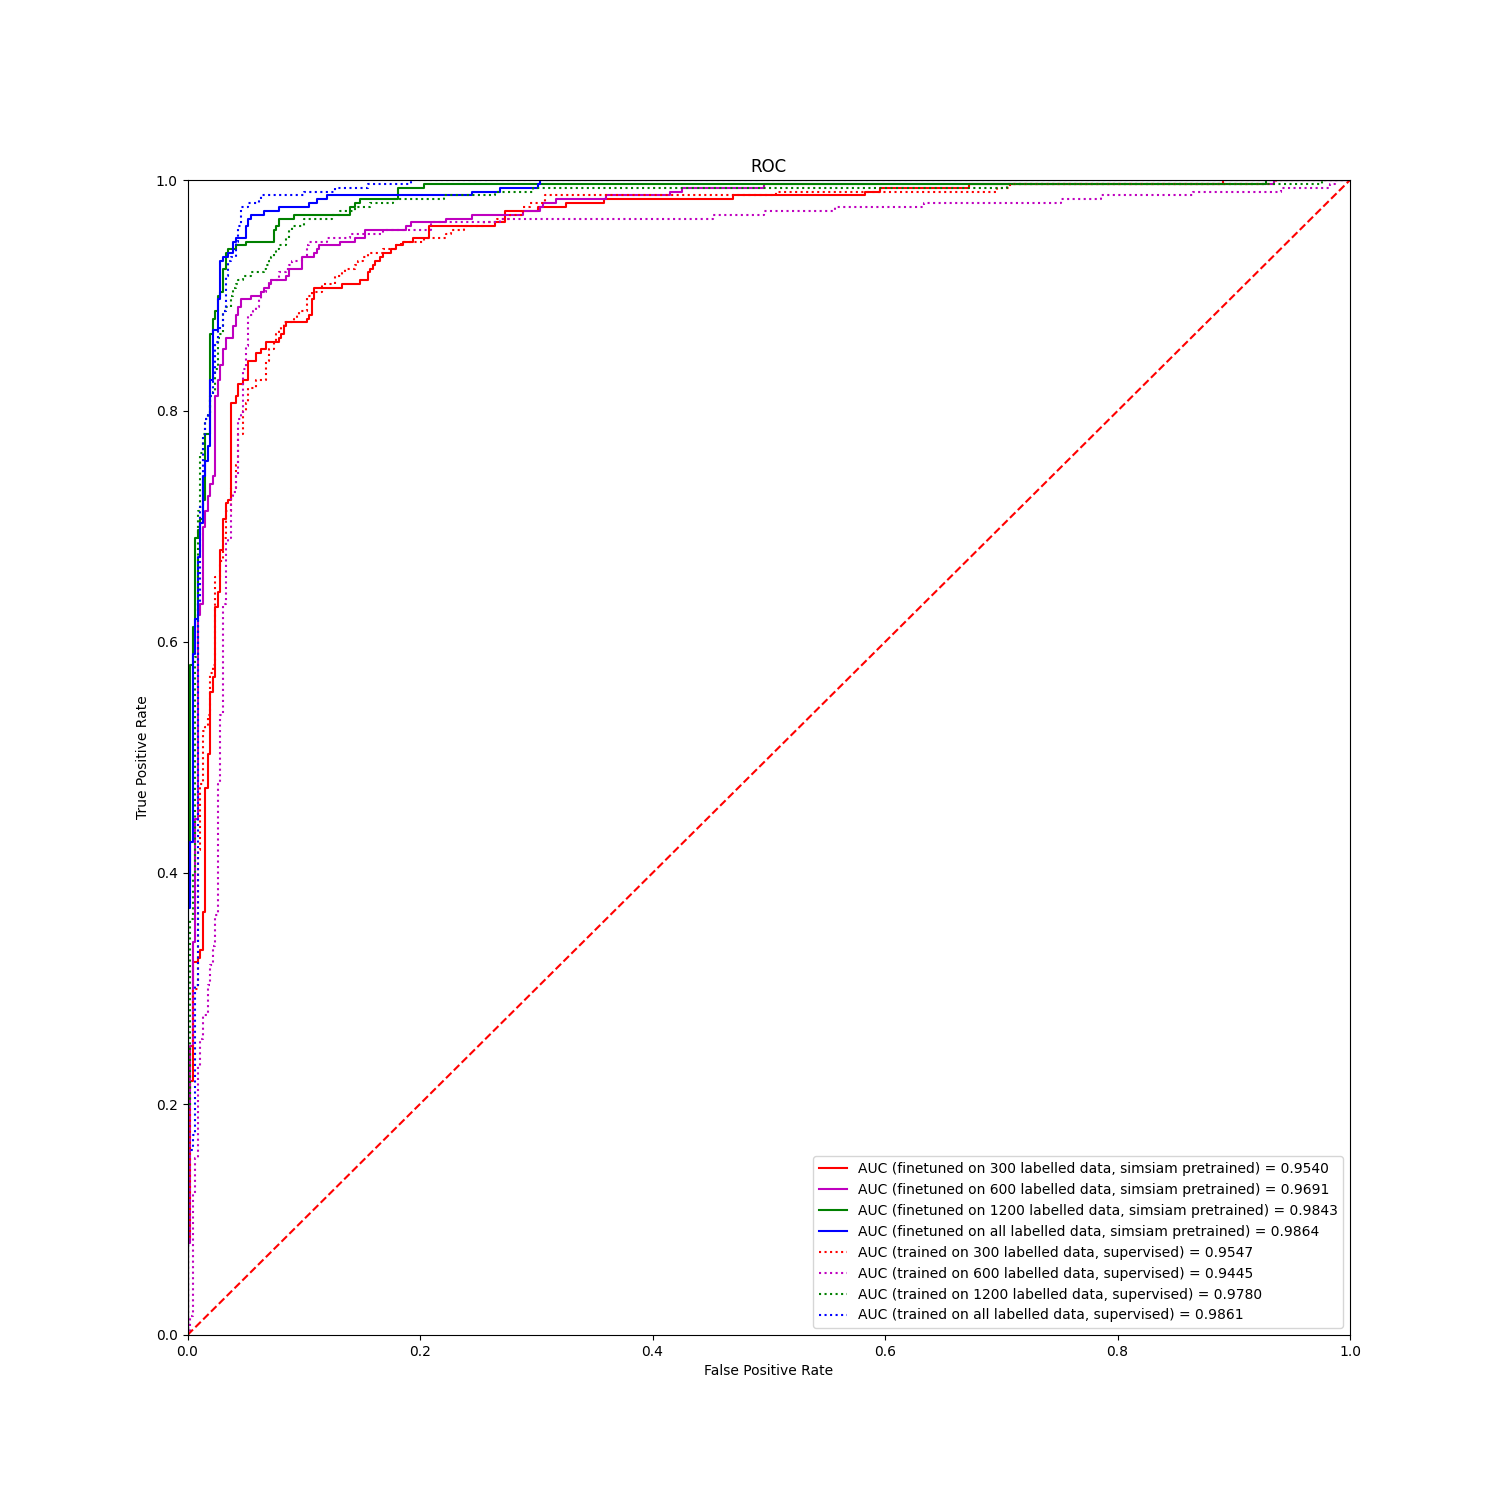 ROC
1.0
0.8
0.6
0.4
0.2
0.0
True Positive Rate
0.0 0.2 0.4 0.6 0.8 1.0
False Positive Rate
AUC (finetuned on 300 labelled data, simsiam pretrained) = 0.9540
AUC (finetuned on 600 labelled data, simsiam pretrained) = 0.9691
AUC (finetuned on 1200 labelled data, simsiam pretrained) = 0.9843
AUC (finetuned on all labelled data, simsiam pretrained) = 0.9864
AUC (trained on 300 labelled data, supervised) = 0.9547
AUC (trained on 600 labelled data, supervised) = 0.9445
AUC (trained on 1200 labelled data, supervised) = 0.9780
AUC (trained on all labelled data, supervised) = 0.9861